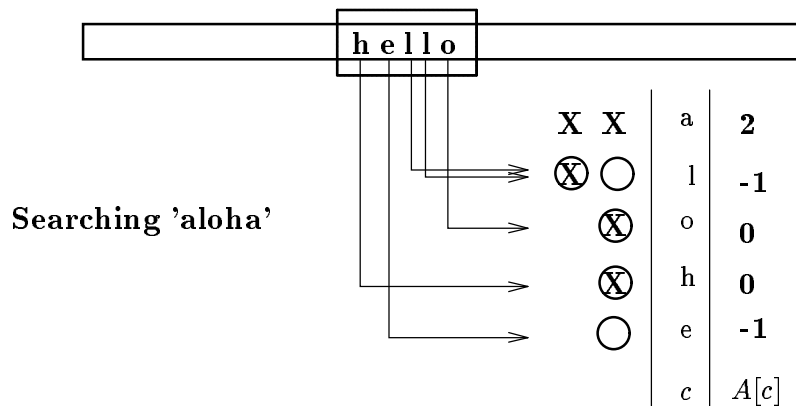 hello
X X a 2
X l -1
Searching 'aloha'
X o 0
X h 0
e -1
c A[c]